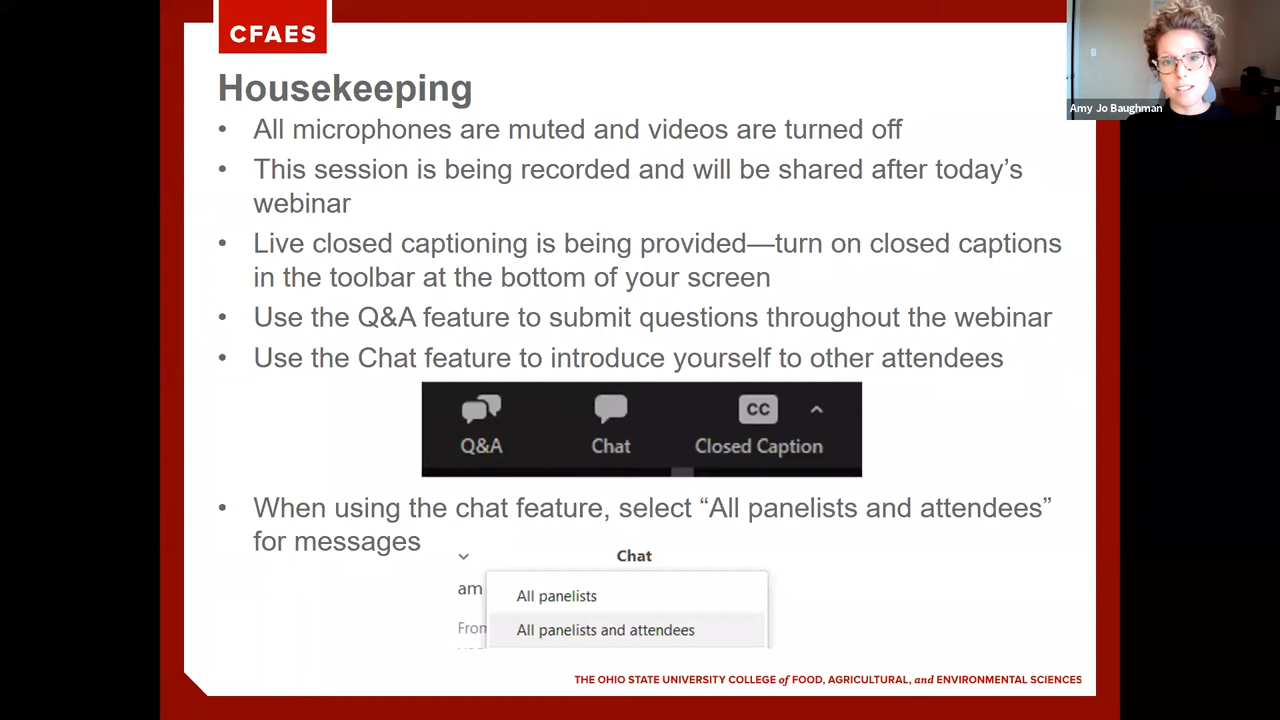 CFAES
Amy Jo Baughman
Housekeeping
• All microphones are muted and videos are turned off
• This session is being recorded and will be shared after today’s
webinar
• Live closed captioning is being provided—turn on closed captions
in the toolbar at the bottom of your screen
• Use the Q&A feature to submit questions throughout the webinar
• Use the Chat feature to introduce yourself to other attendees
CC
Q&A Chat Closed Caption
• When using the chat feature, select “All panelists and attendees”
for messages
Chat
am
All panelists
From
All panelists and attendees
THE OHIO STATE UNIVERSITY COLLEGE of FOOD, AGRICULTURAL, and ENVIRONMENTAL SCIENCES